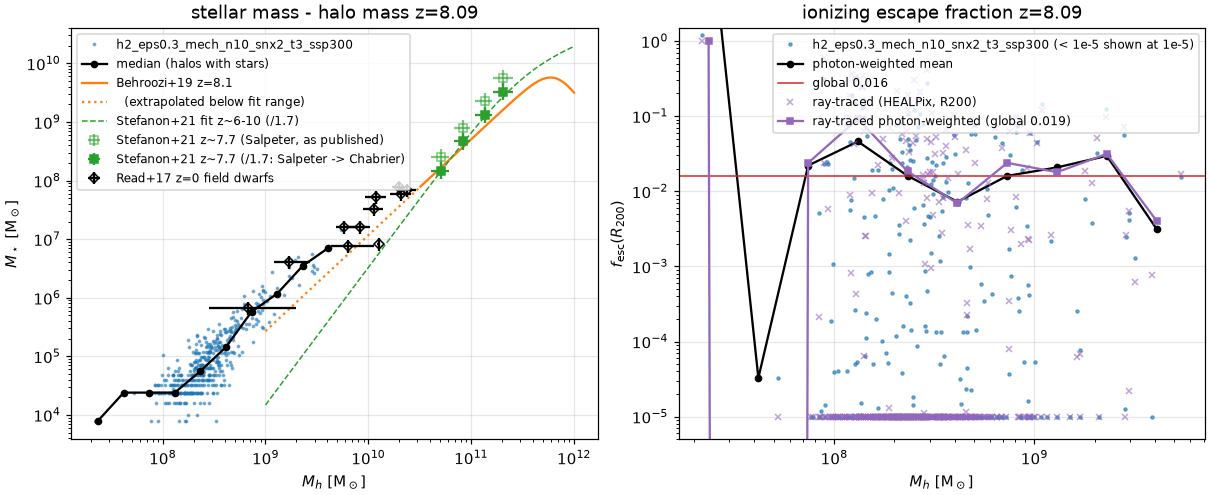 stellar mass - halo mass z=8.09
h2_eps0.3_mech_n10_snx2_t3_ssp300
median (halos with stars)
Behroozi+19 z=8.1
(extrapolated below fit range)
Stefanon+21 fit z~6-10 (/1.7)
Stefanon+21 z~7.7 (Salpeter, as published)
Stefanon+21 z~7.7 (/1.7: Salpeter -> Chabrier)
Read+17 z=0 field dwarfs
M⋆ [M⊙]
10^10
10^9
10^8
10^7
10^6
10^5
10^4
10^8
10^9
10^10
10^11
10^12
M_h [M⊙]
ionizing escape fraction z=8.09
h2_eps0.3_mech_n10_snx2_t3_ssp300 (< 1e-5 shown at 1e-5)
photon-weighted mean
global 0.016
ray-traced (HEALPix, R200)
ray-traced photon-weighted (global 0.019)
f_esc(R_200)
10^0
10^−1
10^−2
10^−3
10^−4
10^−5
10^8
10^9
M_h [M⊙]